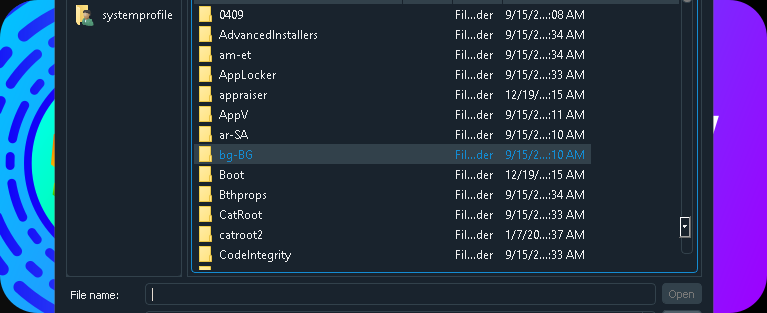 systemprofile
0409 Fil...der 9/15/2...:08 AM
AdvancedInstallers Fil...der 9/15/2...:34 AM
am-et Fil...der 9/15/2...:34 AM
AppLocker Fil...der 9/15/2...:33 AM
appraiser Fil...der 12/19/...:15 AM
AppV Fil...der 9/15/2...:11 AM
ar-SA Fil...der 9/15/2...:10 AM
bg-BG Fil...der 9/15/2...:10 AM
Boot Fil...der 12/19/...:15 AM
Bthprops Fil...der 9/15/2...:34 AM
CatRoot Fil...der 9/15/2...:33 AM
catroot2 Fil...der 1/7/20...:37 AM
CodeIntegrity Fil...der 9/15/2...:33 AM
File name: Open